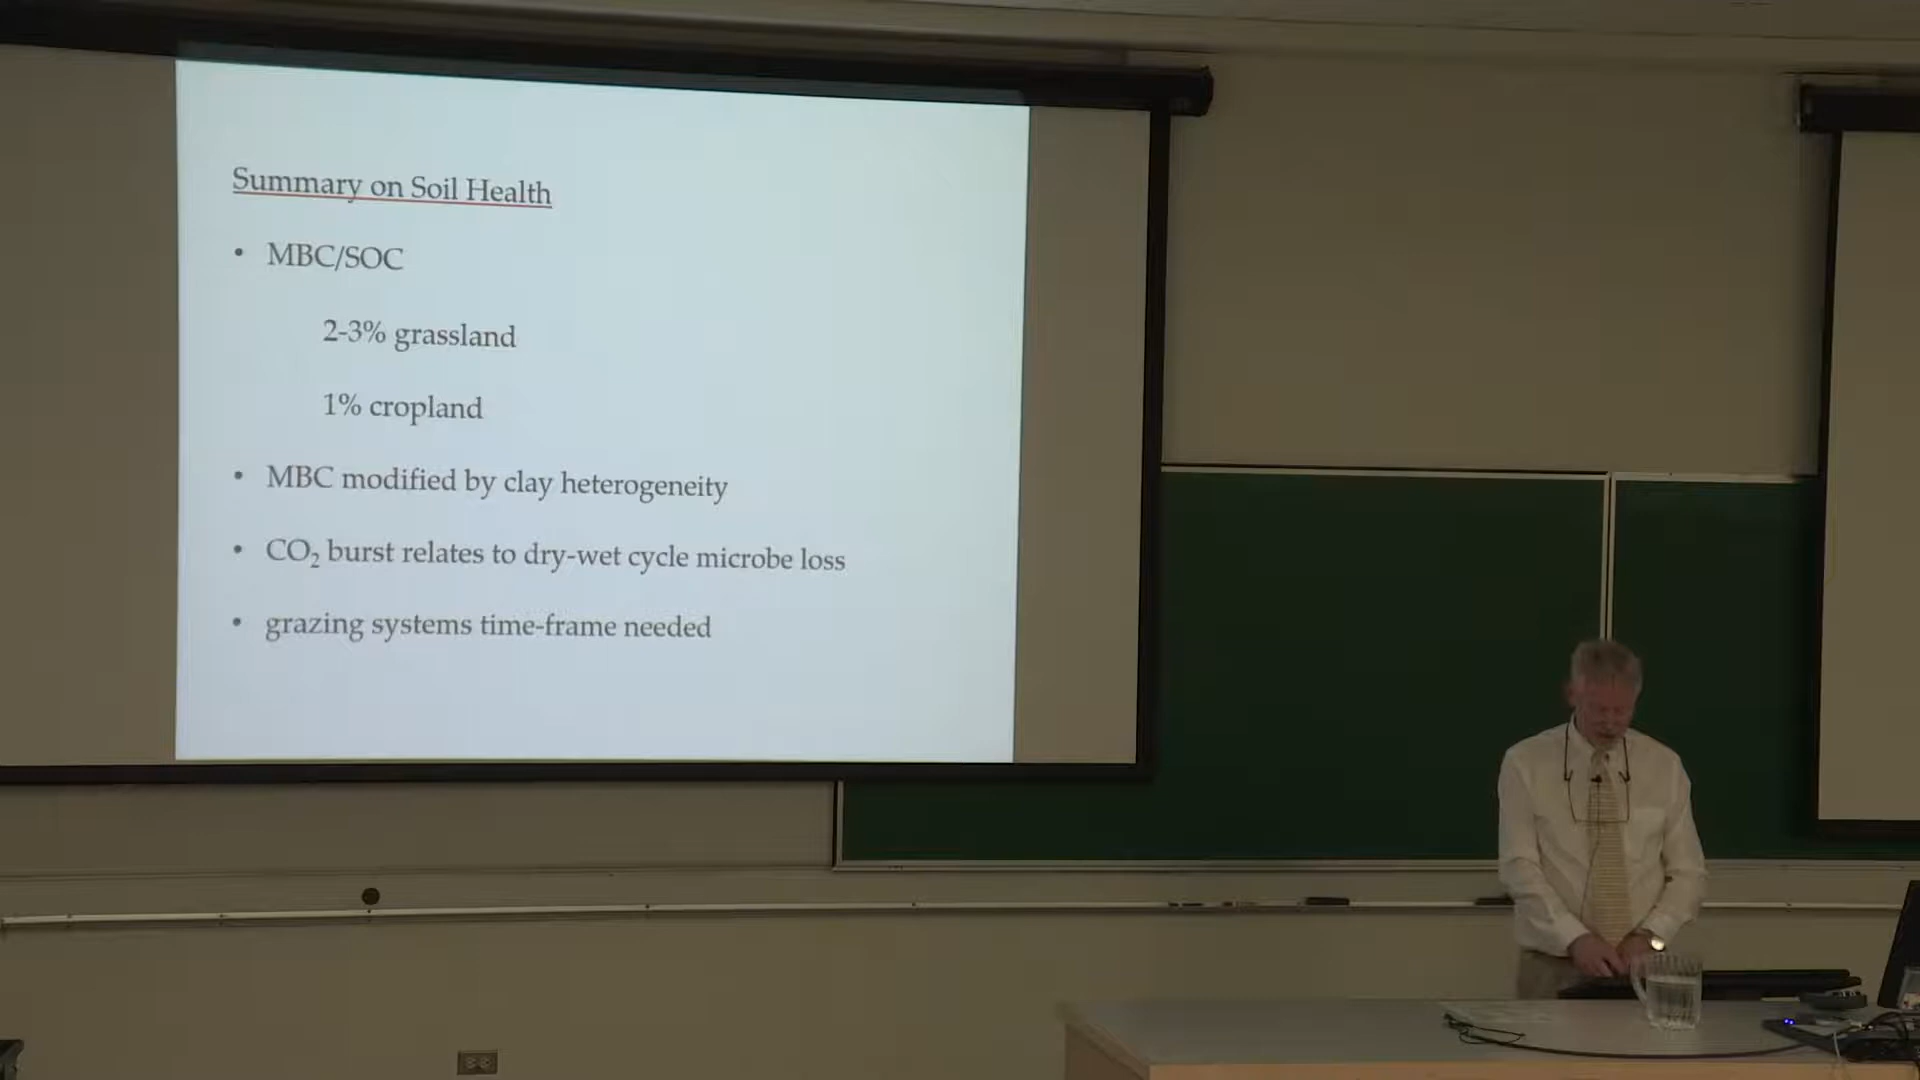 Summary on Soil Health
• MBC/SOC
2-3% grassland
1% cropland
• MBC modified by clay heterogeneity
• CO₂ burst relates to dry-wet cycle microbe loss
• grazing systems time-frame needed